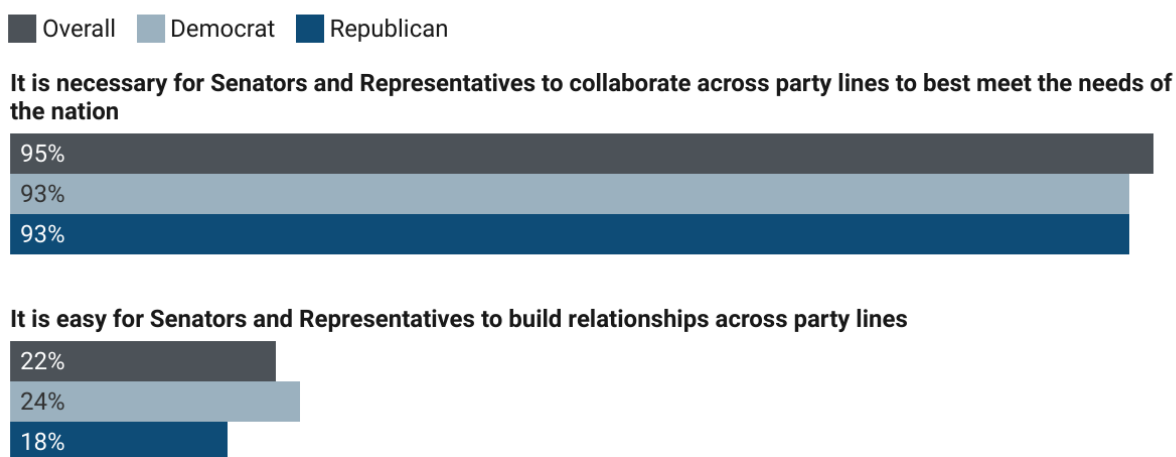 Overall Democrat Republican
It is necessary for Senators and Representatives to collaborate across party lines to best meet the needs of
the nation
95%
93%
93%
It is easy for Senators and Representatives to build relationships across party lines
22%
24%
18%